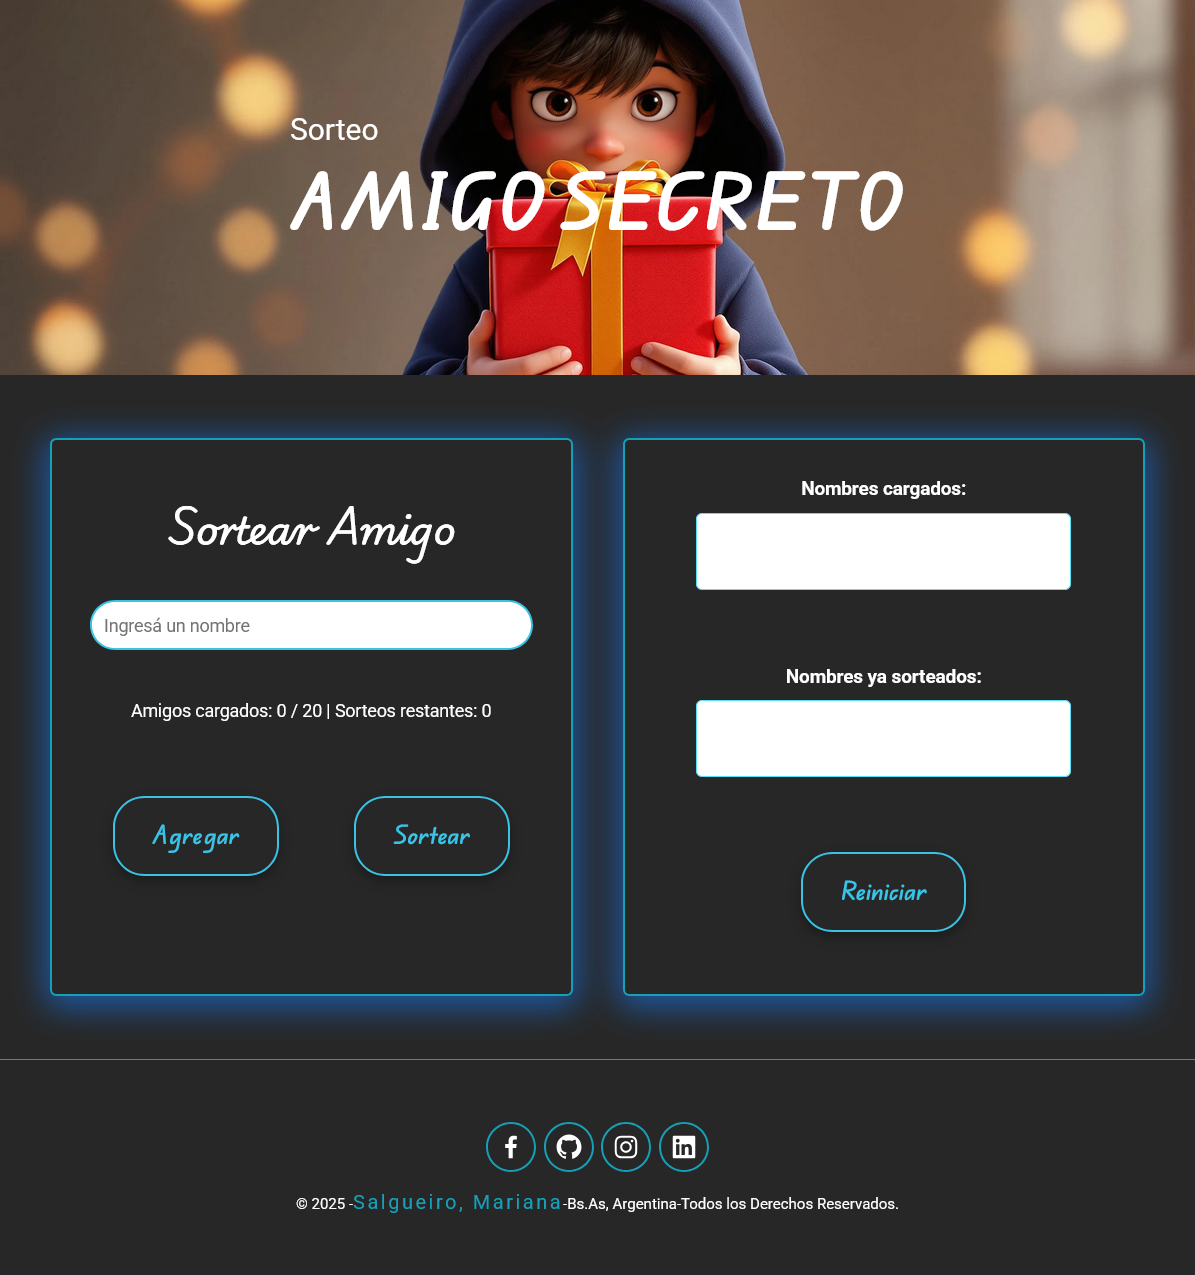 Sorteo
AMIGO SECRETO
Sortear Amigo
Ingresá un nombre
Amigos cargados: 0 / 20 | Sorteos restantes: 0
Agregar
Sortear
Nombres cargados:
Nombres ya sorteados:
Reiniciar
© 2025 -Salgueiro, Mariana-Bs.As, Argentina-Todos los Derechos Reservados.